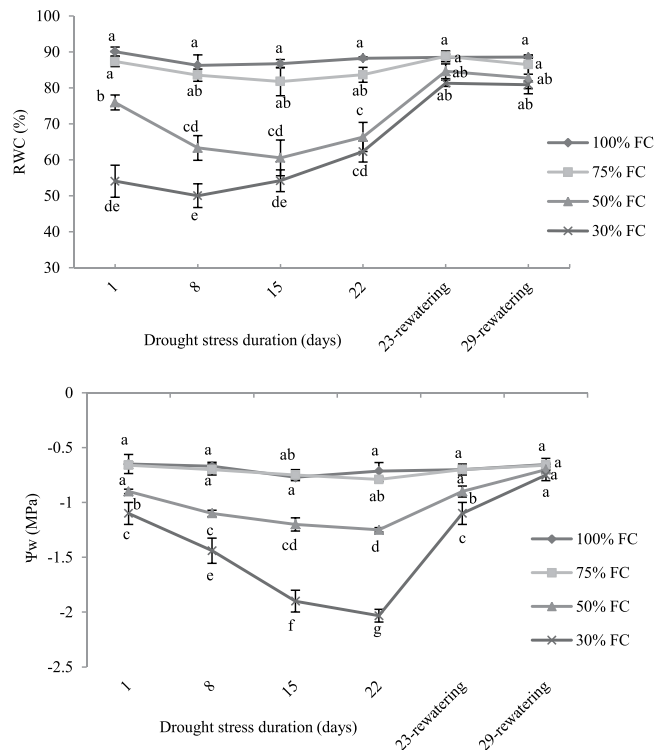 100
90
80
70
60
50
40
30
RWC (%)
a a a a a a
a ab ab ab a a
b cd cd c ab ab
de e de cd ab ab
100% FC
75% FC
50% FC
30% FC
1 8 15 22 23-rewatering 29-rewatering
Drought stress duration (days)
0
-0.5
-1
-1.5
-2
-2.5
Ψw (MPa)
a a ab a a a
a a a ab a a
b c cd d b a
c e f g c a
100% FC
75% FC
50% FC
30% FC
1 8 15 22 23-rewatering 29-rewatering
Drought stress duration (days)